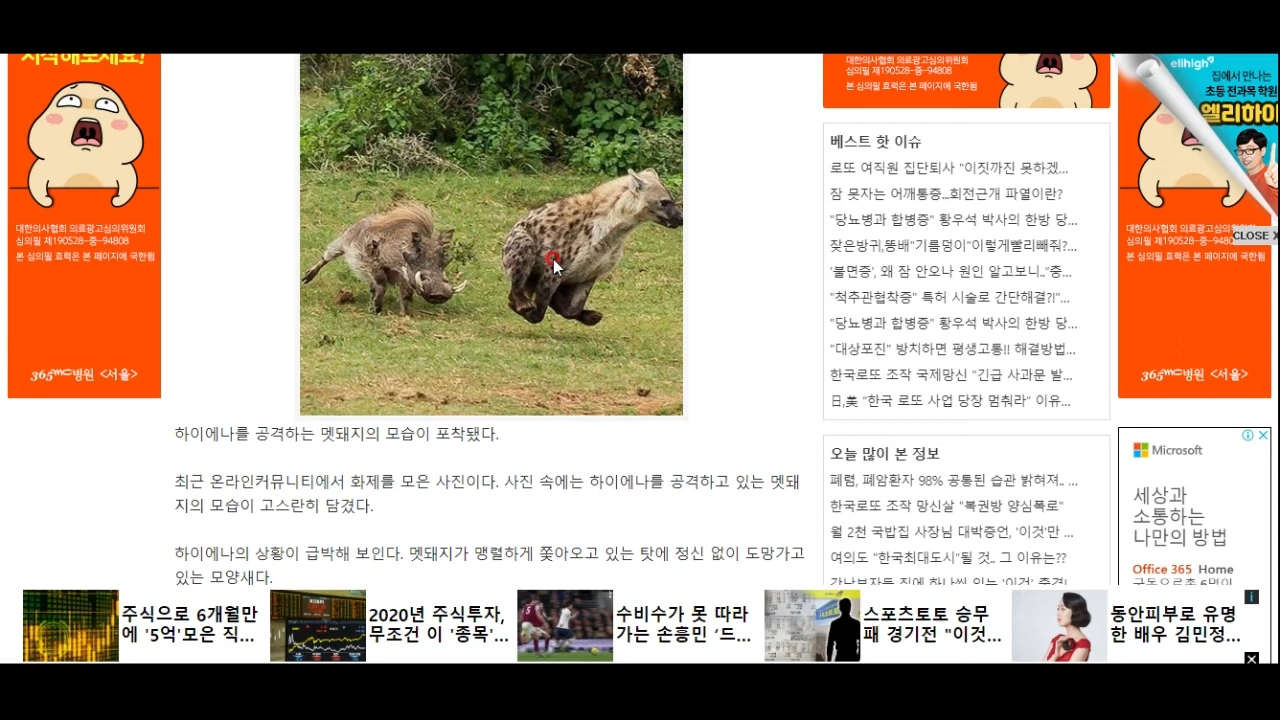 시작해보세요!
대한의사협회 의료광고심의위원회
심의필 제190528-중-94808
본 심의필 효력은 본 페이지에 국한됨
365mc병원 <서울>
하이에나를 공격하는 멧돼지의 모습이 포착됐다.
최근 온라인커뮤니티에서 화제를 모은 사진이다. 사진 속에는 하이에나를 공격하고 있는 멧돼
지의 모습이 고스란히 담겼다.
하이에나의 상황이 급박해 보인다. 멧돼지가 맹렬하게 쫓아오고 있는 탓에 정신 없이 도망가고
있는 모양새다.
대한의사협회 의료광고심의위원회
심의필 제190528-중-94808
본 심의필 효력은 본 페이지에 국한됨
베스트 핫 이슈
로또 여직원 집단퇴사 "이짓까진 못하겠...
잠 못자는 어깨통증...회전근개 파열이란?
"당뇨병과 합병증" 황우석 박사의 한방 당...
잦은방귀,똥배"기름덩이"이렇게빨리빼줘?...
'불면증', 왜 잠 안오나 원인 알고보니.."충...
"척추관협착증" 특허 시술로 간단해결?!"...
"당뇨병과 합병증" 황우석 박사의 한방 당...
"대상포진" 방치하면 평생고통!! 해결방법...
한국로또 조작 국제망신 "긴급 사과문 발...
日,美 "한국 로또 사업 당장 멈춰라" 이유...
오늘 많이 본 정보
폐렴, 폐암환자 98% 공통된 습관 밝혀져.. ...
한국로또 조작 망신살 "복권방 양심폭로"
월 2천 국밥집 사장님 대박증언, '이것'만 ...
여의도 "한국최대도시"될 것.. 그 이유는??
elihigh
집에서 만나는
초등 전과목 학원
엘리하이
CLOSE X
대한의사협회 의료광고심의위원회
심의필 제190528-중-94808
본 심의필 효력은 본 페이지에 국한됨
365mc병원 <서울>
Microsoft
세상과
소통하는
나만의 방법
Office 365 Home
주식으로 6개월만
에 '5억'모은 직...
2020년 주식투자,
무조건 이 '종목'...
수비수가 못 따라
가는 손흥민 ‘드...
스포츠토토 승무
패 경기전 "이것...
동안피부로 유명
한 배우 김민정...